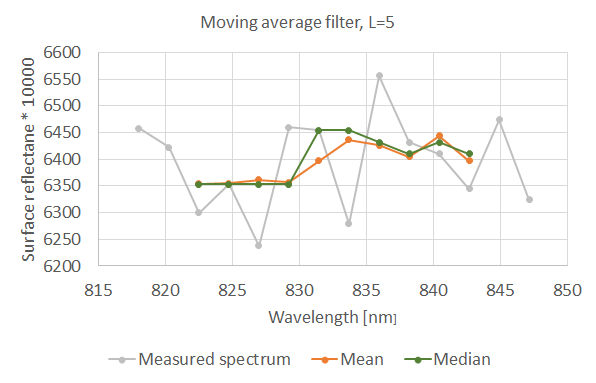 Moving average filter, L=5
6600
6550
6500
6450
6400
6350
6300
6250
6200
Surface reflectane * 10000
815 820 825 830 835 840 845 850
Wavelength [nm]
Measured spectrum Mean Median